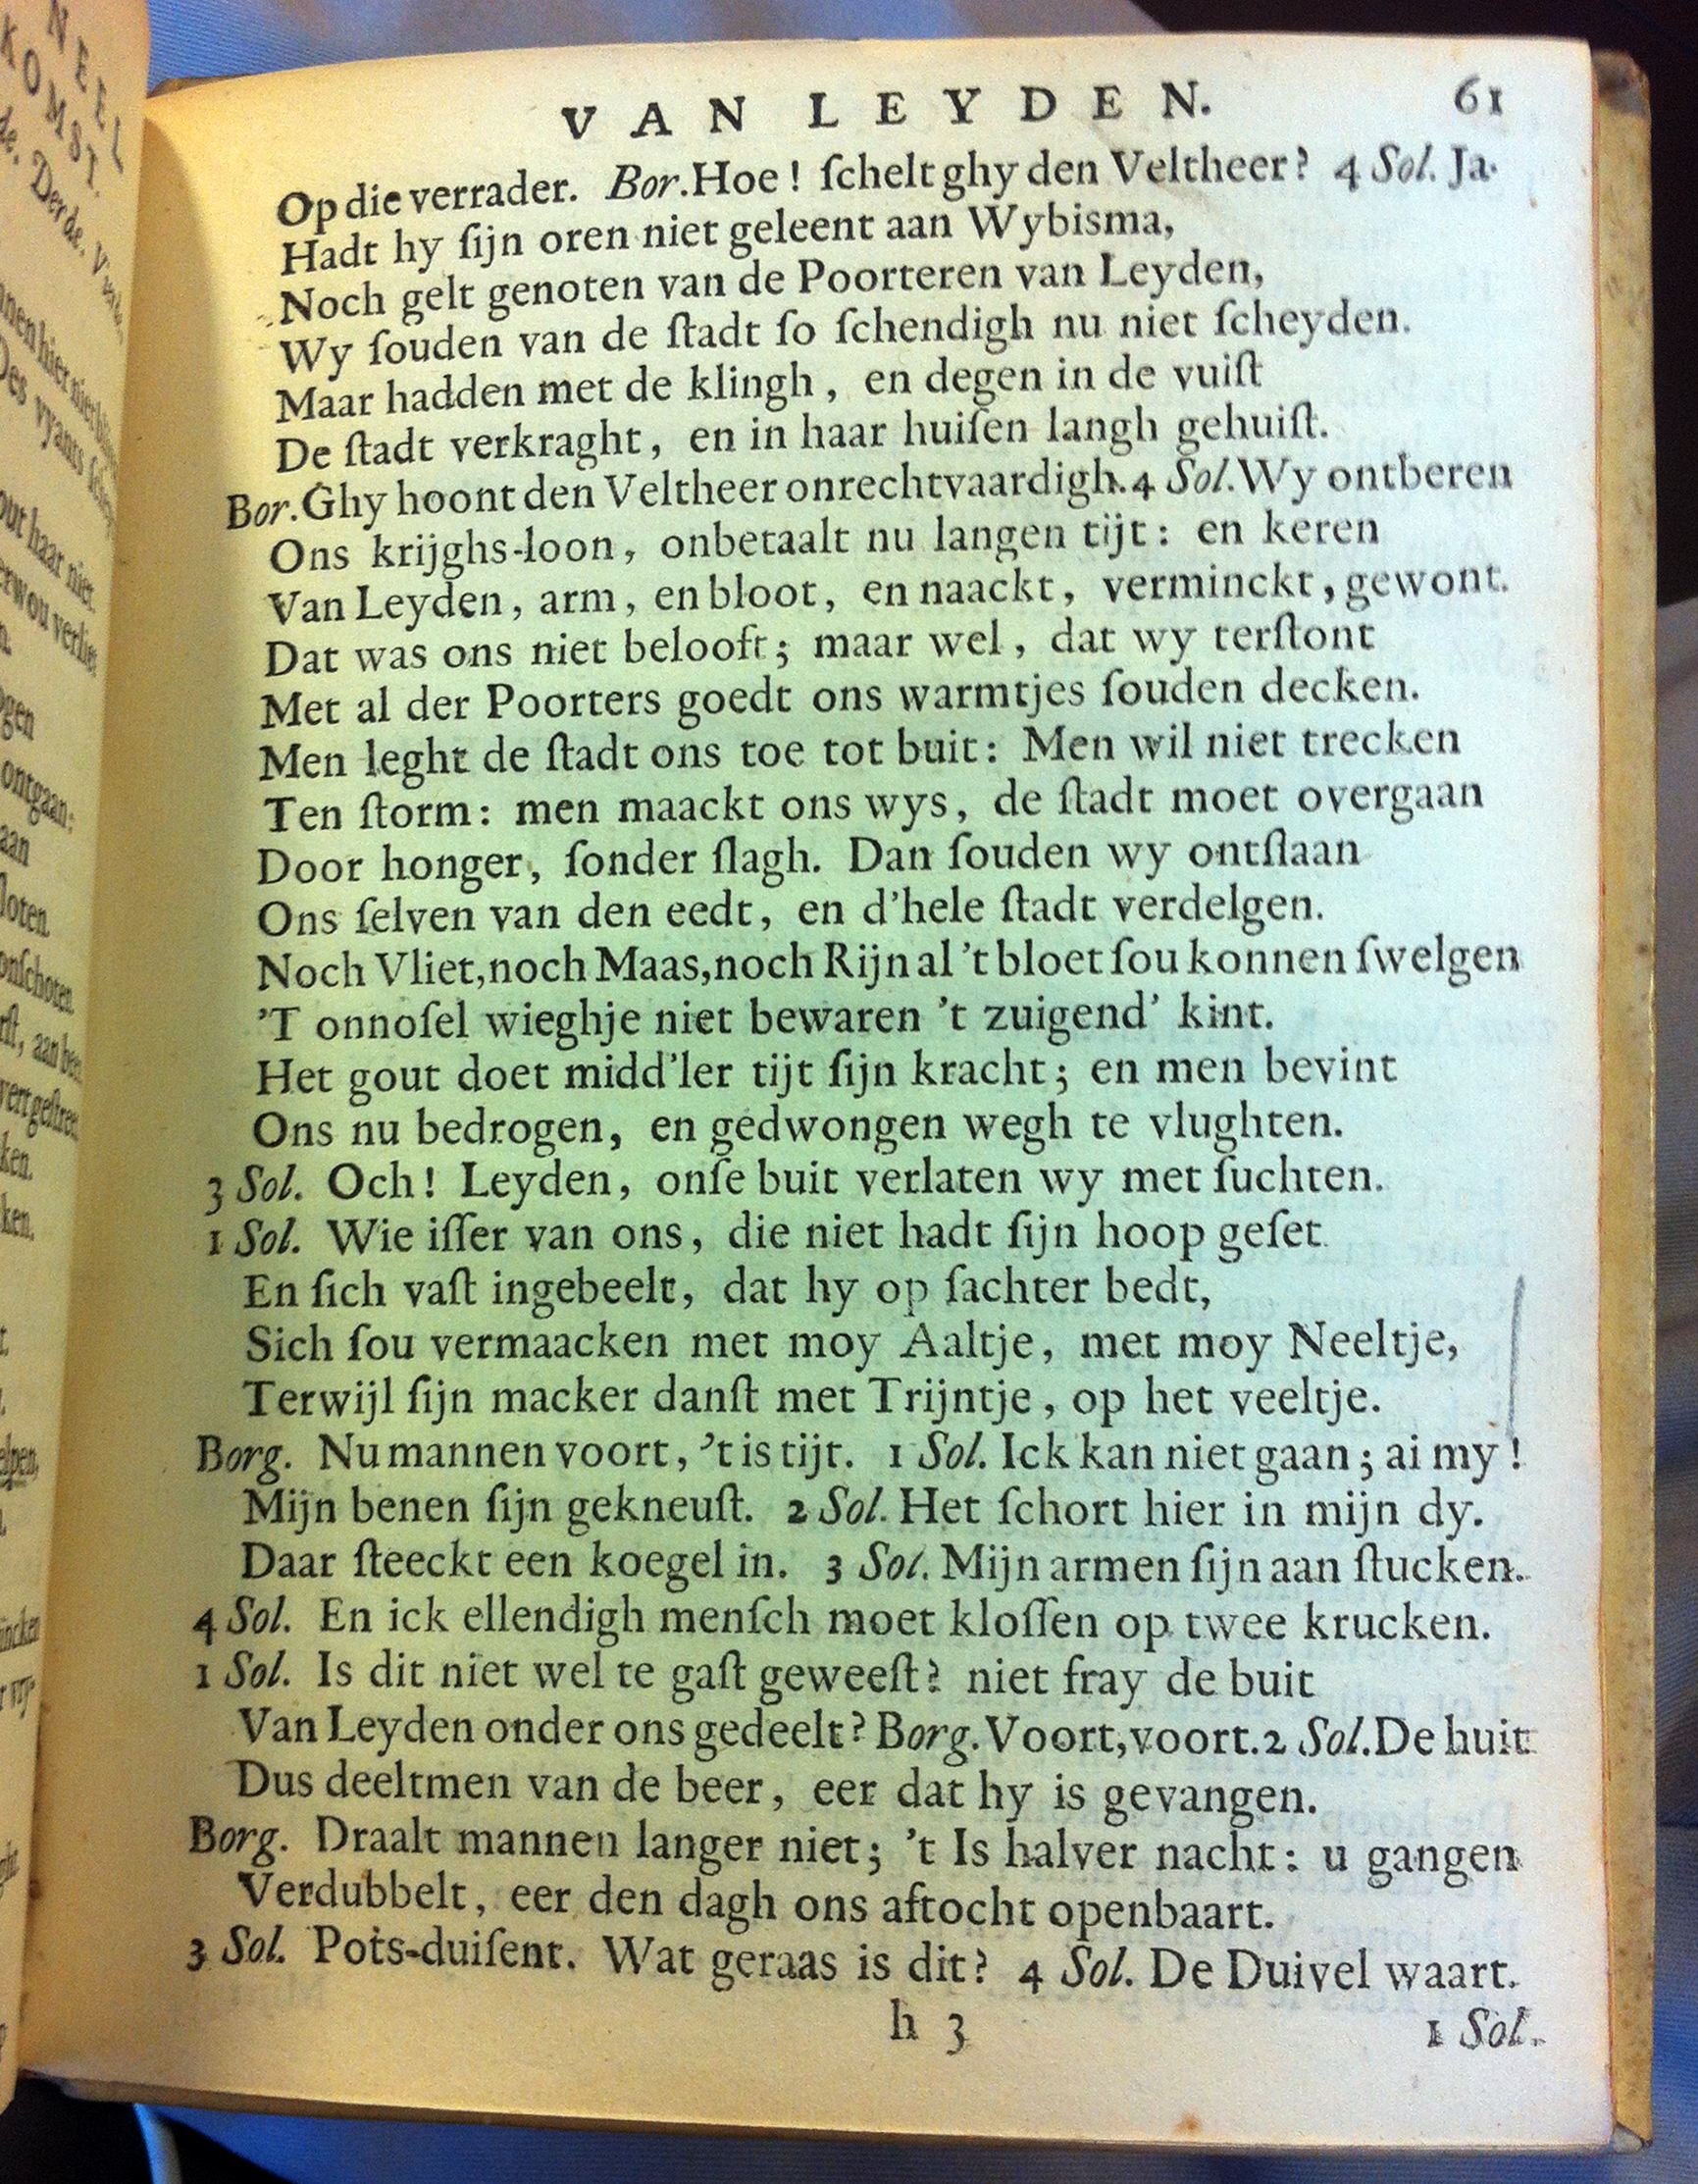 VAN LEYDEN. 61
Op die verrader. Bor. Hoe! ſchelt ghy den Veltheer? 4 Sol. Ja.
Hadt hy ſijn oren niet geleent aan Wybisma,
Noch gelt genoten van de Poorteren van Leyden,
Wy ſouden van de ſtadt ſo ſchendigh nu niet ſcheyden.
Maar hadden met de klingh, en degen in de vuiſt
De ſtadt verkraght, en in haar huiſen langh gehuiſt.
Bor. Ghy hoont den Veltheer onrechtvaardigh. 4 Sol. Wy ontberen
Ons krijghs-loon, onbetaalt nu langen tijt: en keren
Van Leyden, arm, en bloot, en naackt, verminckt, gewont.
Dat was ons niet belooft; maar wel, dat wy terſtont
Met al der Poorters goedt ons warmtjes ſouden decken.
Men leght de ſtadt ons toe tot buit: Men wil niet trecken
Ten ſtorm: men maackt ons wys, de ſtadt moet overgaan
Door honger, ſonder ſlagh. Dan ſouden wy ontſlaan
Ons ſelven van den eedt, en d'hele ſtadt verdelgen.
Noch Vliet, noch Maas, noch Rijn al 't bloet ſou konnen ſwelgen
'T onnoſel wieghje niet bewaren 't zuigend' kint.
Het gout doet midd'ler tijt ſijn kracht; en men bevint
Ons nu bedrogen, en gedwongen wegh te vlughten.
3 Sol. Och! Leyden, onſe buit verlaten wy met ſuchten.
1 Sol. Wie iſſer van ons, die niet hadt ſijn hoop geſet
En ſich vaſt ingebeelt, dat hy op ſachter bedt,
Sich ſou vermaacken met moy Aaltje, met moy Neeltje,
Terwijl ſijn macker danſt met Trijntje, op het veeltje.
Borg. Nu mannen voort, 't is tijt. 1 Sol. Ick kan niet gaan; ai my!
Mijn benen ſijn gekneuſt. 2 Sol. Het ſchort hier in mijn dy.
Daar ſteeckt een koegel in. 3 Sol. Mijn armen ſijn aan ſtucken.
4 Sol. En ick ellendigh menſch moet kloſſen op twee krucken.
1 Sol. Is dit niet wel te gaſt geweeſt? niet fray de buit
Van Leyden onder ons gedeelt? Borg. Voort, voort. 2 Sol. De huit
Dus deeltmen van de beer, eer dat hy is gevangen.
Borg. Draalt mannen langer niet; 't Is halver nacht: u gangen
Verdubbelt, eer den dagh ons aftocht openbaart.
3 Sol. Pots-duiſent. Wat geraas is dit? 4 Sol. De Duivel waart.
h 3 1 Sol.